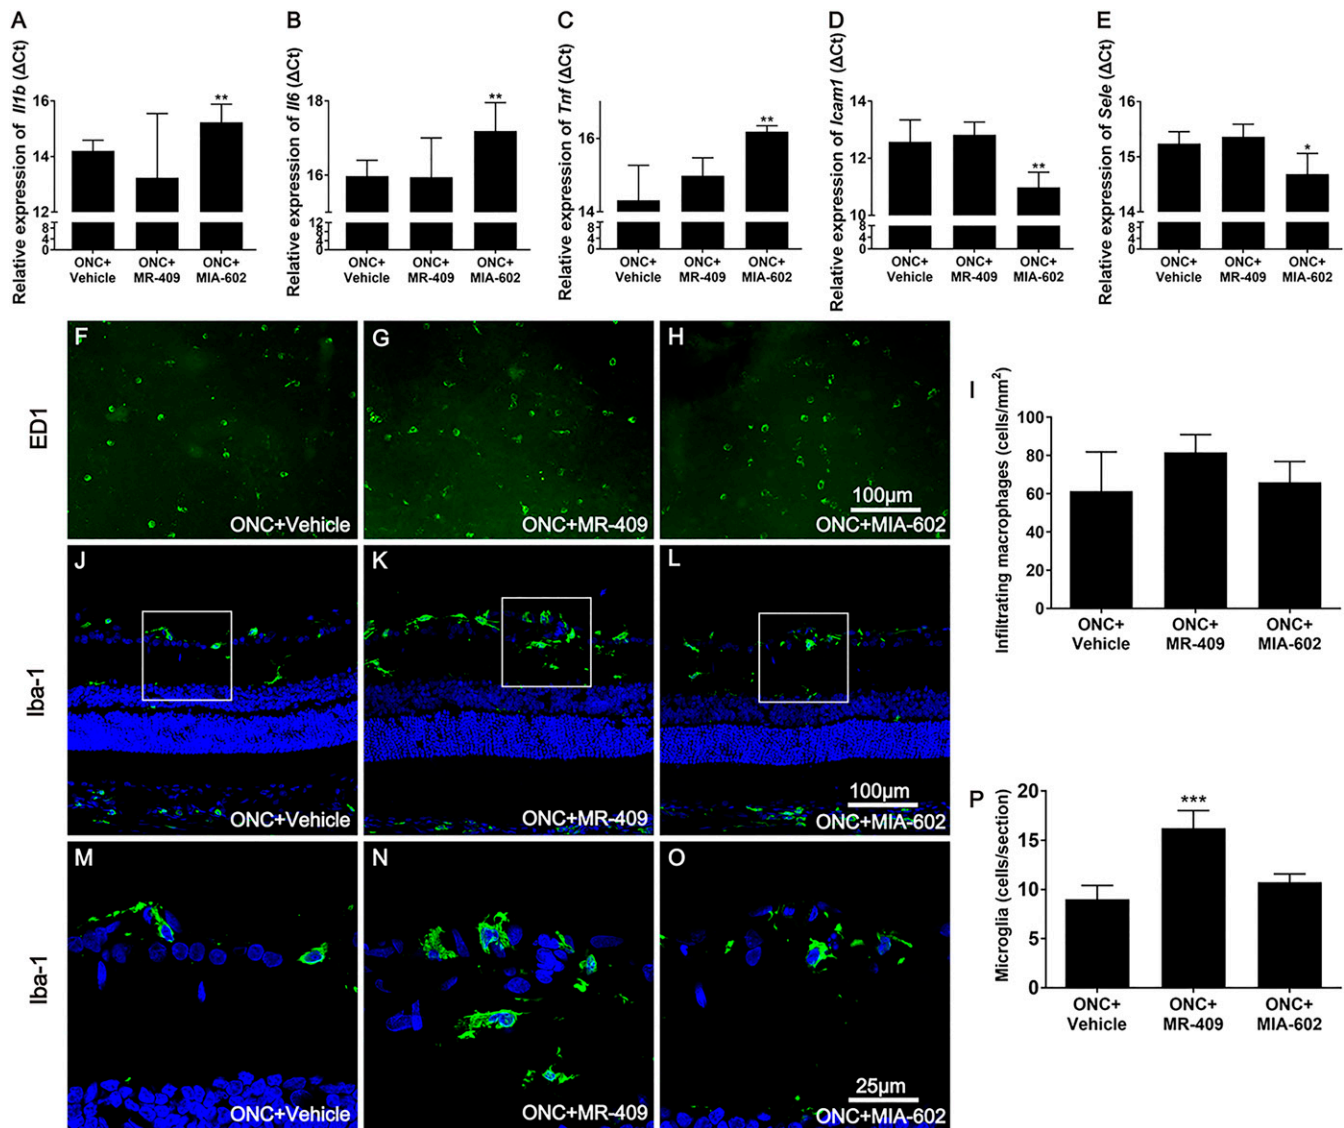 A
B
C
D
E
Relative expression of Il1b (ΔCt)
16
14
12
8
4
0
ONC+ Vehicle
ONC+ MR-409
ONC+ MIA-602
**
Relative expression of Il6 (ΔCt)
18
16
12
8
4
0
ONC+ Vehicle
ONC+ MR-409
ONC+ MIA-602
**
Relative expression of Tnf (ΔCt)
16
14
8
4
0
ONC+ Vehicle
ONC+ MR-409
ONC+ MIA-602
**
Relative expression of Icam1 (ΔCt)
14
12
10
8
4
0
ONC+ Vehicle
ONC+ MR-409
ONC+ MIA-602
**
Relative expression of Sele (ΔCt)
16
15
14
8
4
0
ONC+ Vehicle
ONC+ MR-409
ONC+ MIA-602
*
ED1
F
ONC+Vehicle
G
ONC+MR-409
H
100μm
ONC+MIA-602
I
Infiltrating macrophages (cells/mm²)
100
80
60
40
20
0
ONC+ Vehicle
ONC+ MR-409
ONC+ MIA-602
Iba-1
J
ONC+Vehicle
K
ONC+MR-409
L
100μm
ONC+MIA-602
Iba-1
M
ONC+Vehicle
N
ONC+MR-409
O
25μm
ONC+MIA-602
P
Microglia (cells/section)
20
15
10
5
0
***
ONC+ Vehicle
ONC+ MR-409
ONC+ MIA-602